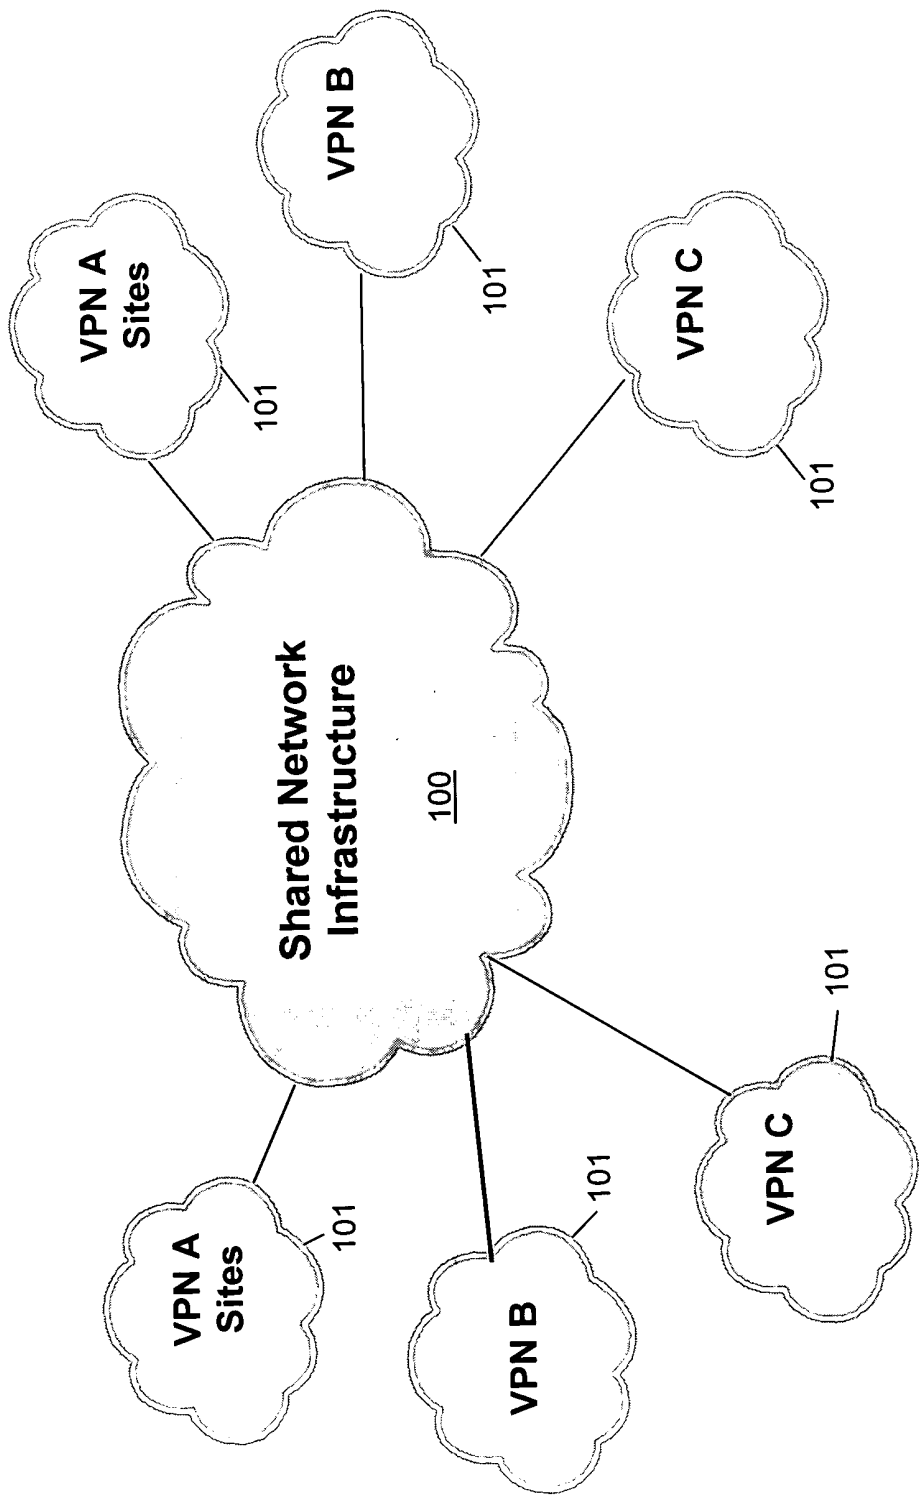 VPN A
Sites
101
Shared Network
Infrastructure
100
VPN A
Sites
101
VPN B
101
VPN B
101
VPN C
101
VPN C
101